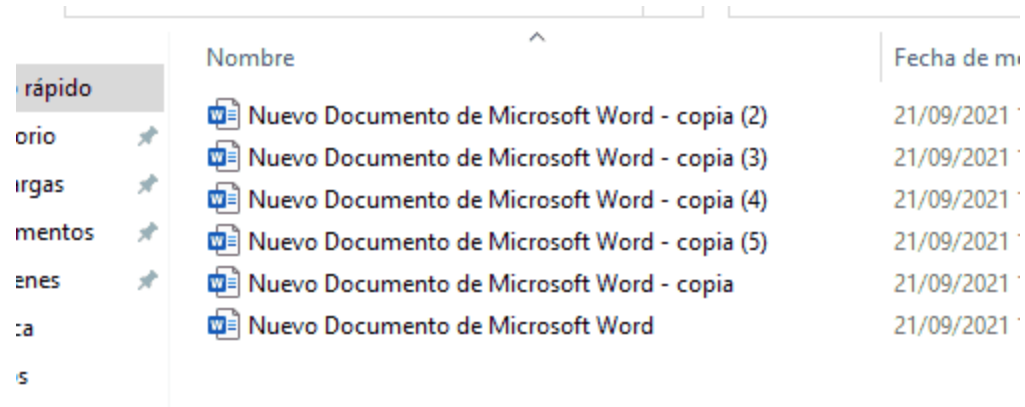 Nombre Fecha de m
rápido
Nuevo Documento de Microsoft Word - copia (2) 21/09/2021
orio
Nuevo Documento de Microsoft Word - copia (3) 21/09/2021
argas
Nuevo Documento de Microsoft Word - copia (4) 21/09/2021
mentos
Nuevo Documento de Microsoft Word - copia (5) 21/09/2021
enes
Nuevo Documento de Microsoft Word - copia 21/09/2021
ca
Nuevo Documento de Microsoft Word 21/09/2021
os